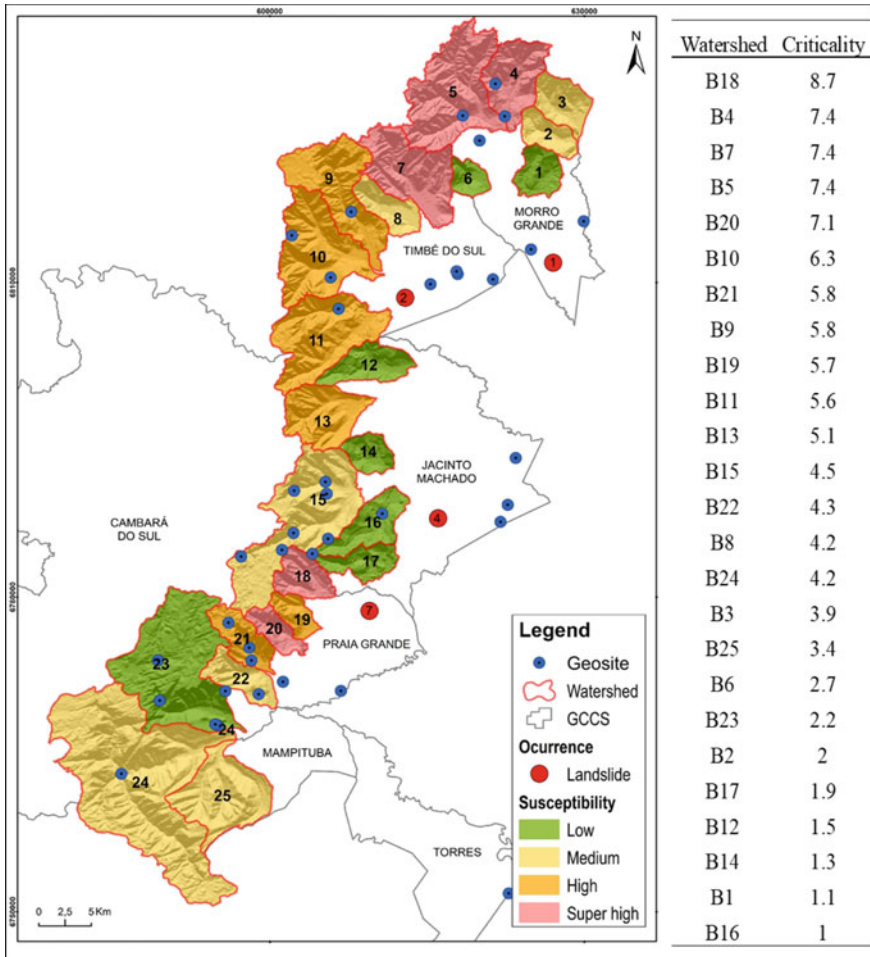 600000
630000
N
5
4
3
2
9
7
6
1
8
MORRO
GRANDE
TIMBÉ DO SUL
10
1
6810000
2
11
12
13
14
JACINTO
MACHADO
15
16
4
CAMBARÁ
DO SUL
17
18
6780000
7
19
20
21
PRAIA GRANDE
23
22
24
MAMPITUBA
24
25
TORRES
6750000
0 2,5 5 Km
Legend
Geosite
Watershed
GCCS
Ocurrence
Landslide
Susceptibility
Low
Medium
High
Super high
Watershed Criticality
B18 8.7
B4 7.4
B7 7.4
B5 7.4
B20 7.1
B10 6.3
B21 5.8
B9 5.8
B19 5.7
B11 5.6
B13 5.1
B15 4.5
B22 4.3
B8 4.2
B24 4.2
B3 3.9
B25 3.4
B6 2.7
B23 2.2
B2 2
B17 1.9
B12 1.5
B14 1.3
B1 1.1
B16 1